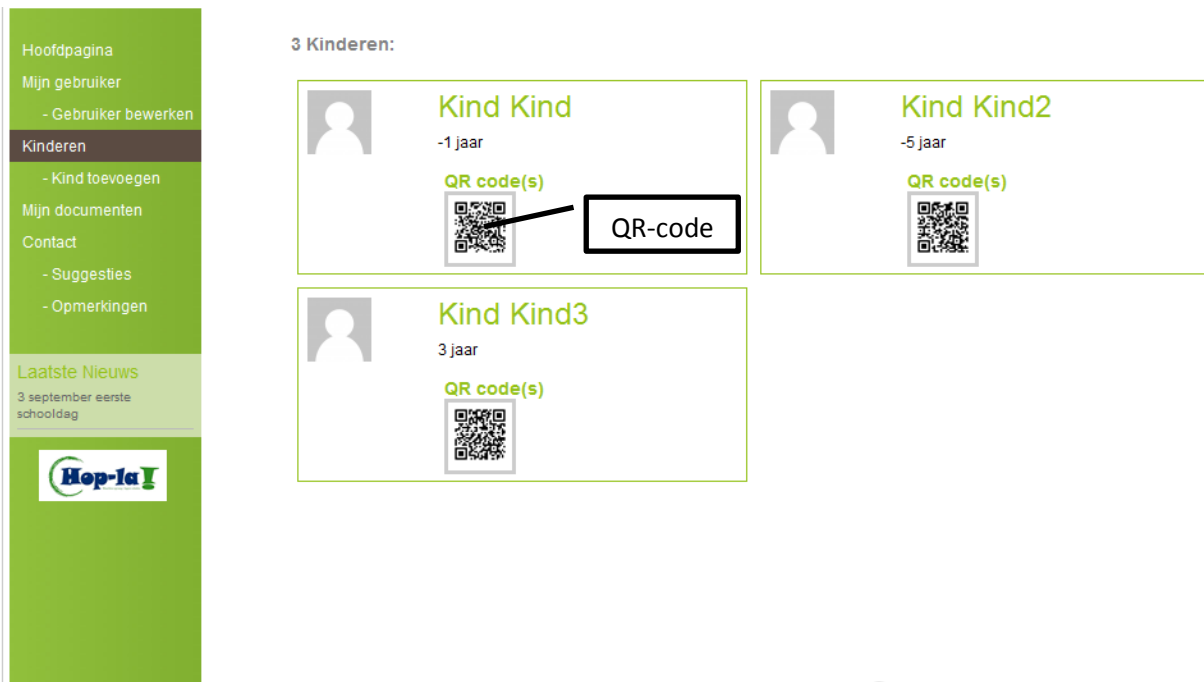 Hoofdpagina
Mijn gebruiker
- Gebruiker bewerken
Kinderen
- Kind toevoegen
Mijn documenten
Contact
- Suggesties
- Opmerkingen
Laatste Nieuws
3 september eerste
schooldag
Hop-la!
3 Kinderen:
Kind Kind
-1 jaar
QR code(s)
QR-code
Kind Kind2
-5 jaar
QR code(s)
Kind Kind3
3 jaar
QR code(s)